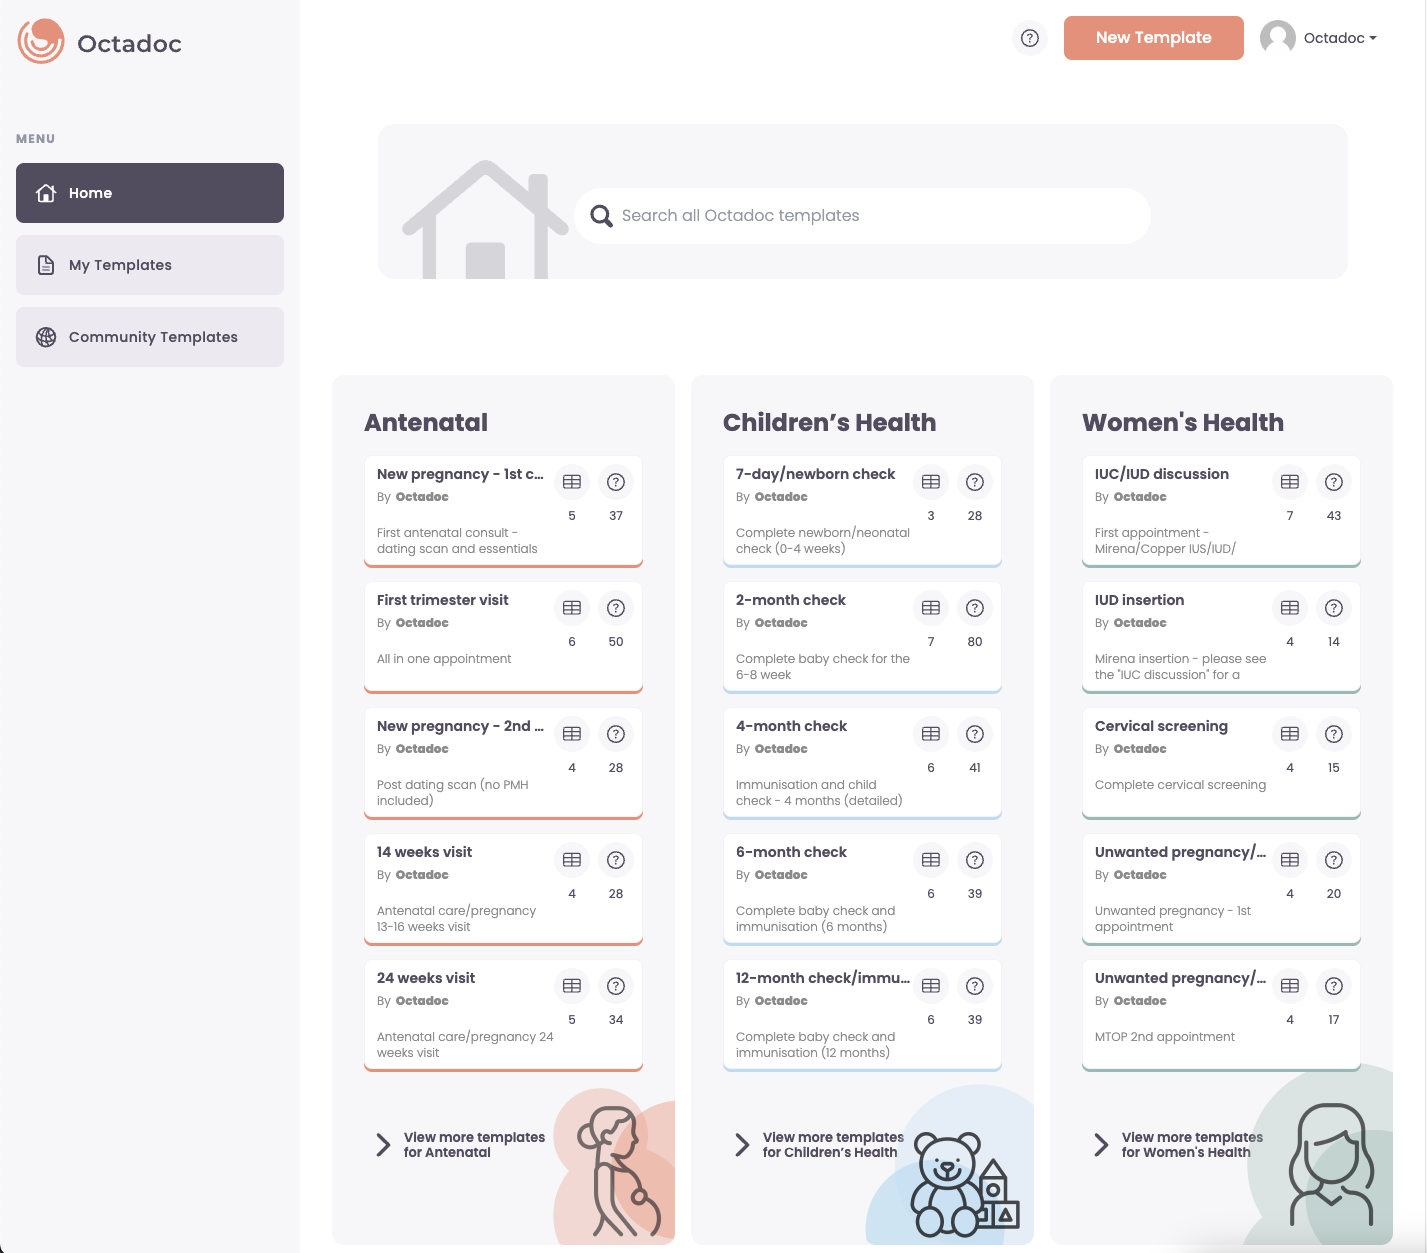 Octadoc
New Template
Octadoc
MENU
Home
My Templates
Community Templates
Search all Octadoc templates
Antenatal
New pregnancy - 1st c...
By Octadoc
5
37
First antenatal consult -
dating scan and essentials
First trimester visit
By Octadoc
6
50
All in one appointment
New pregnancy - 2nd ...
By Octadoc
4
28
Post dating scan (no PMH
included)
14 weeks visit
By Octadoc
4
28
Antenatal care/pregnancy
13-16 weeks visit
24 weeks visit
By Octadoc
5
34
Antenatal care/pregnancy 24
weeks visit
View more templates
for Antenatal
Children’s Health
7-day/newborn check
By Octadoc
3
28
Complete newborn/neonatal
check (0-4 weeks)
2-month check
By Octadoc
7
80
Complete baby check for the
6-8 week
4-month check
By Octadoc
6
41
Immunisation and child
check - 4 months (detailed)
6-month check
By Octadoc
6
39
Complete baby check and
immunisation (6 months)
12-month check/immu...
By Octadoc
6
39
Complete baby check and
immunisation (12 months)
View more templates
for Children’s Health
Women's Health
IUC/IUD discussion
By Octadoc
7
43
First appointment -
Mirena/Copper IUS/IUD/
IUD insertion
By Octadoc
4
14
Mirena insertion - please see
the "IUC discussion" for a
Cervical screening
By Octadoc
4
15
Complete cervical screening
Unwanted pregnancy/...
By Octadoc
4
20
Unwanted pregnancy - 1st
appointment
Unwanted pregnancy/...
By Octadoc
4
17
MTOP 2nd appointment
View more templates
for Women's Health